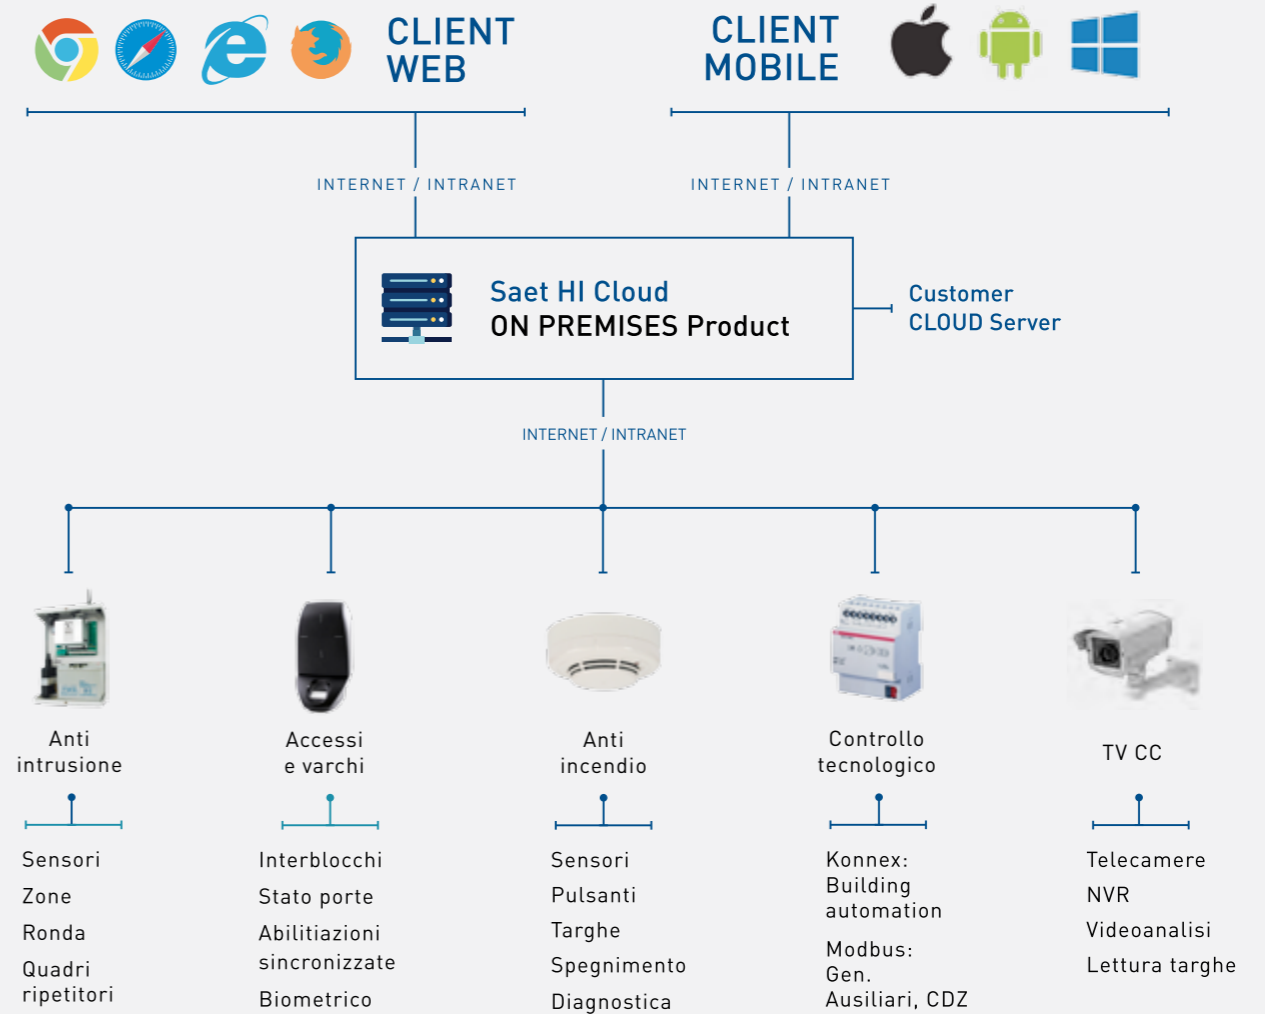 CLIENT
WEB
CLIENT
MOBILE
INTERNET / INTRANET
INTERNET / INTRANET
Saet HI Cloud
ON PREMISES Product
Customer
CLOUD Server
INTERNET / INTRANET
Anti
intrusione
Accessi
e varchi
Anti
incendio
Controllo
tecnologico
TV CC
Sensori
Zone
Ronda
Quadri
ripetitori
Interblocchi
Stato porte
Abilitiazioni
sincronizzate
Biometrico
Sensori
Pulsanti
Targhe
Spegnimento
Diagnostica
Konnex:
Building
automation
Modbus:
Gen.
Ausiliari, CDZ
Telecamere
NVR
Videoanalisi
Lettura targhe